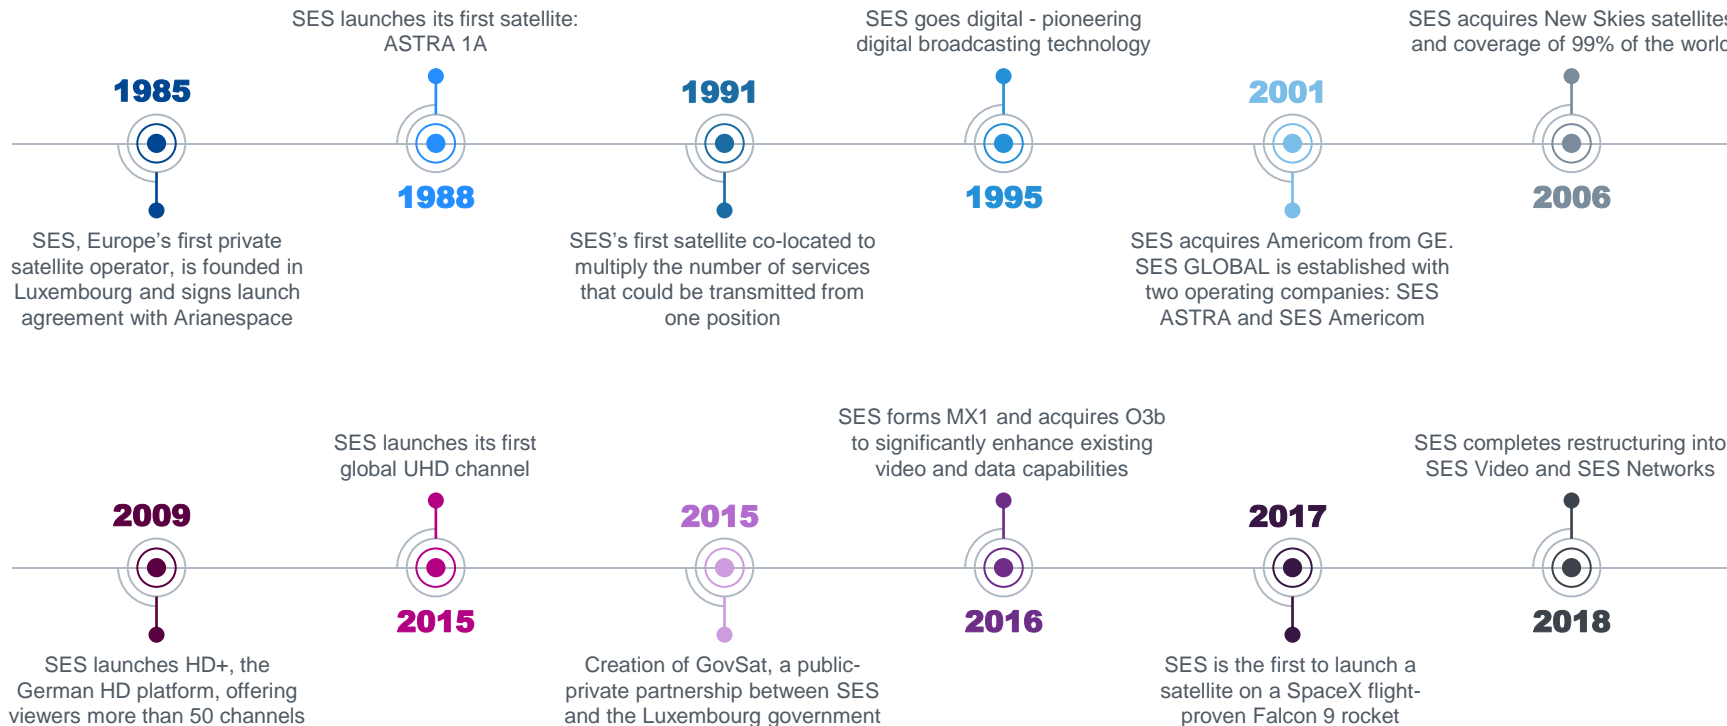 SES launches its first satellite:
ASTRA 1A
SES goes digital - pioneering
digital broadcasting technology
SES acquires New Skies satellites
and coverage of 99% of the world
1985
1991
2001
1988
1995
2006
SES, Europe’s first private
satellite operator, is founded in
Luxembourg and signs launch
agreement with Arianespace
SES’s first satellite co-located to
multiply the number of services
that could be transmitted from
one position
SES acquires Americom from GE.
SES GLOBAL is established with
two operating companies: SES
ASTRA and SES Americom
SES launches its first
global UHD channel
SES forms MX1 and acquires O3b
to significantly enhance existing
video and data capabilities
SES completes restructuring into
SES Video and SES Networks
2009
2015
2017
2015
2016
2018
SES launches HD+, the
German HD platform, offering
viewers more than 50 channels
Creation of GovSat, a public-
private partnership between SES
and the Luxembourg government
SES is the first to launch a
satellite on a SpaceX flight-
proven Falcon 9 rocket